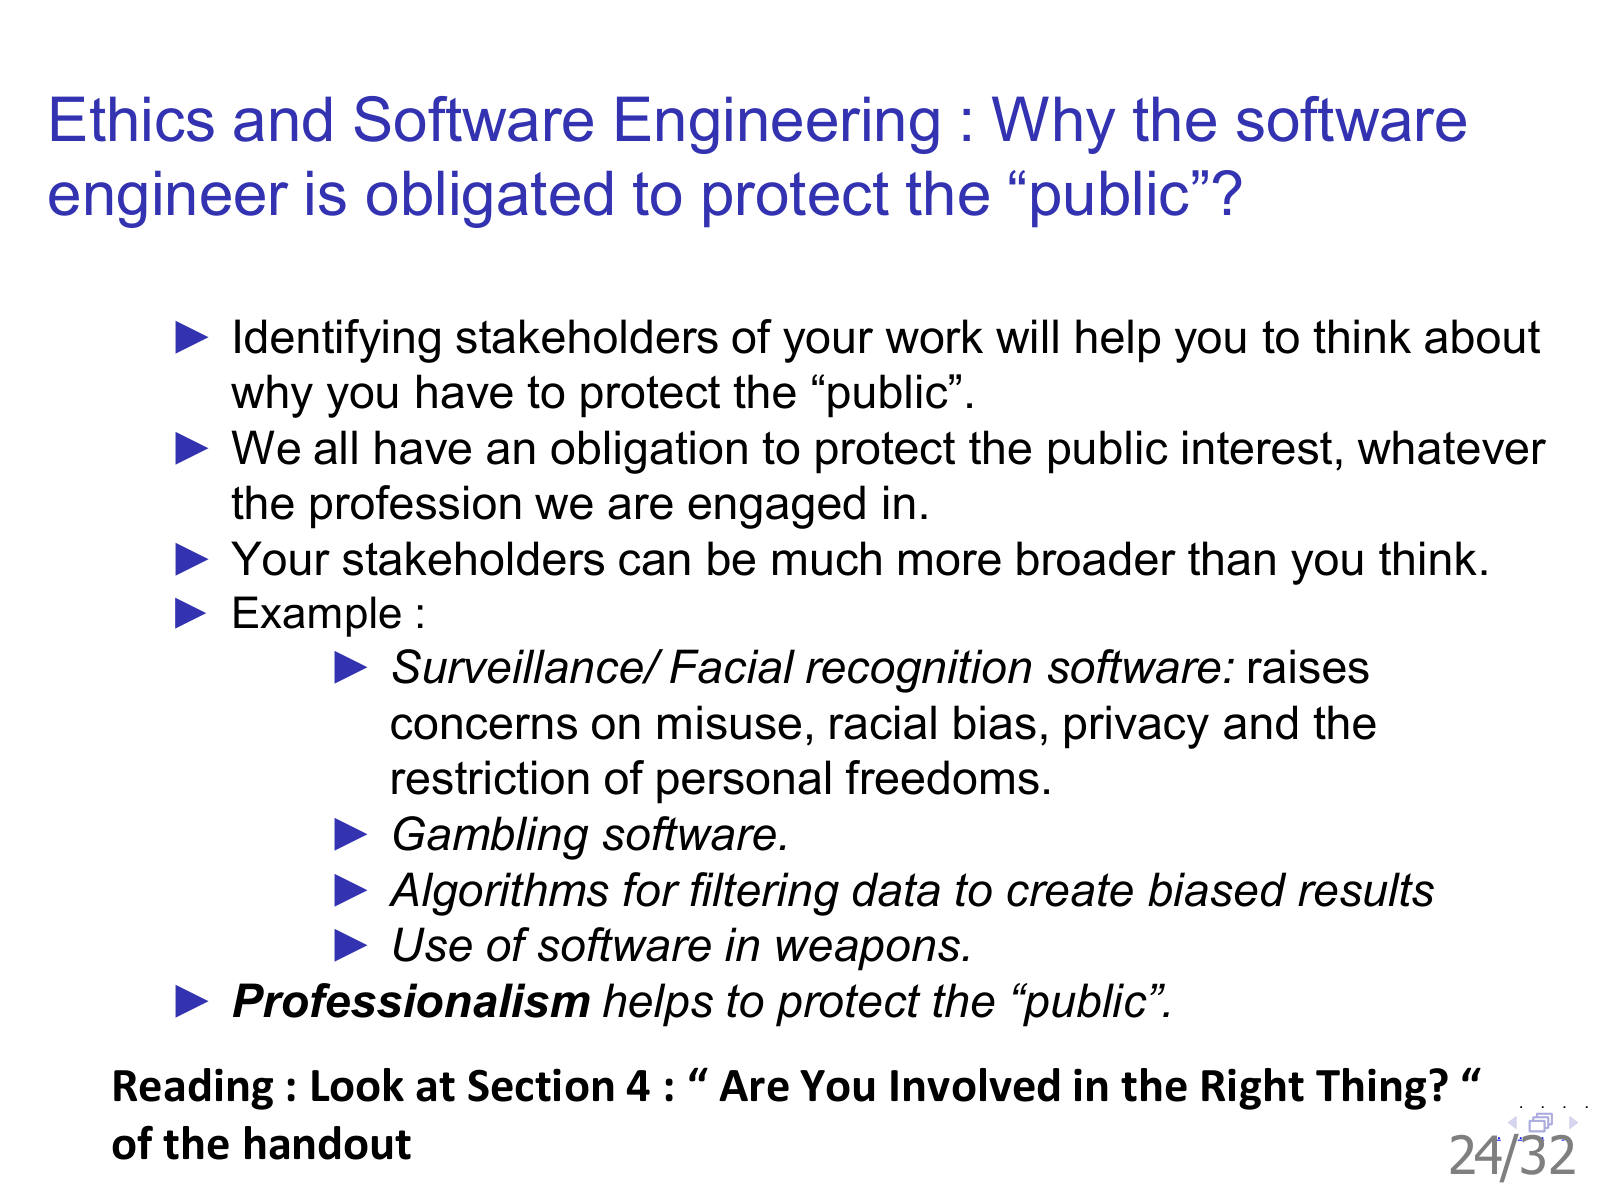 Ethics and Software Engineering : Why the software
engineer is obligated to protect the “public”?
► Identifying stakeholders of your work will help you to think about
why you have to protect the “public”.
► We all have an obligation to protect the public interest, whatever
the profession we are engaged in.
► Your stakeholders can be much more broader than you think.
► Example :
► Surveillance/ Facial recognition software: raises
concerns on misuse, racial bias, privacy and the
restriction of personal freedoms.
► Gambling software.
► Algorithms for filtering data to create biased results
► Use of software in weapons.
► Professionalism helps to protect the “public”.
Reading : Look at Section 4 : “ Are You Involved in the Right Thing? “
of the handout
24/32